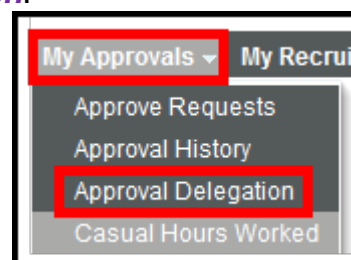 My Approvals My Recrui
Approve Requests
Approval History
Approval Delegation
Casual Hours Worked